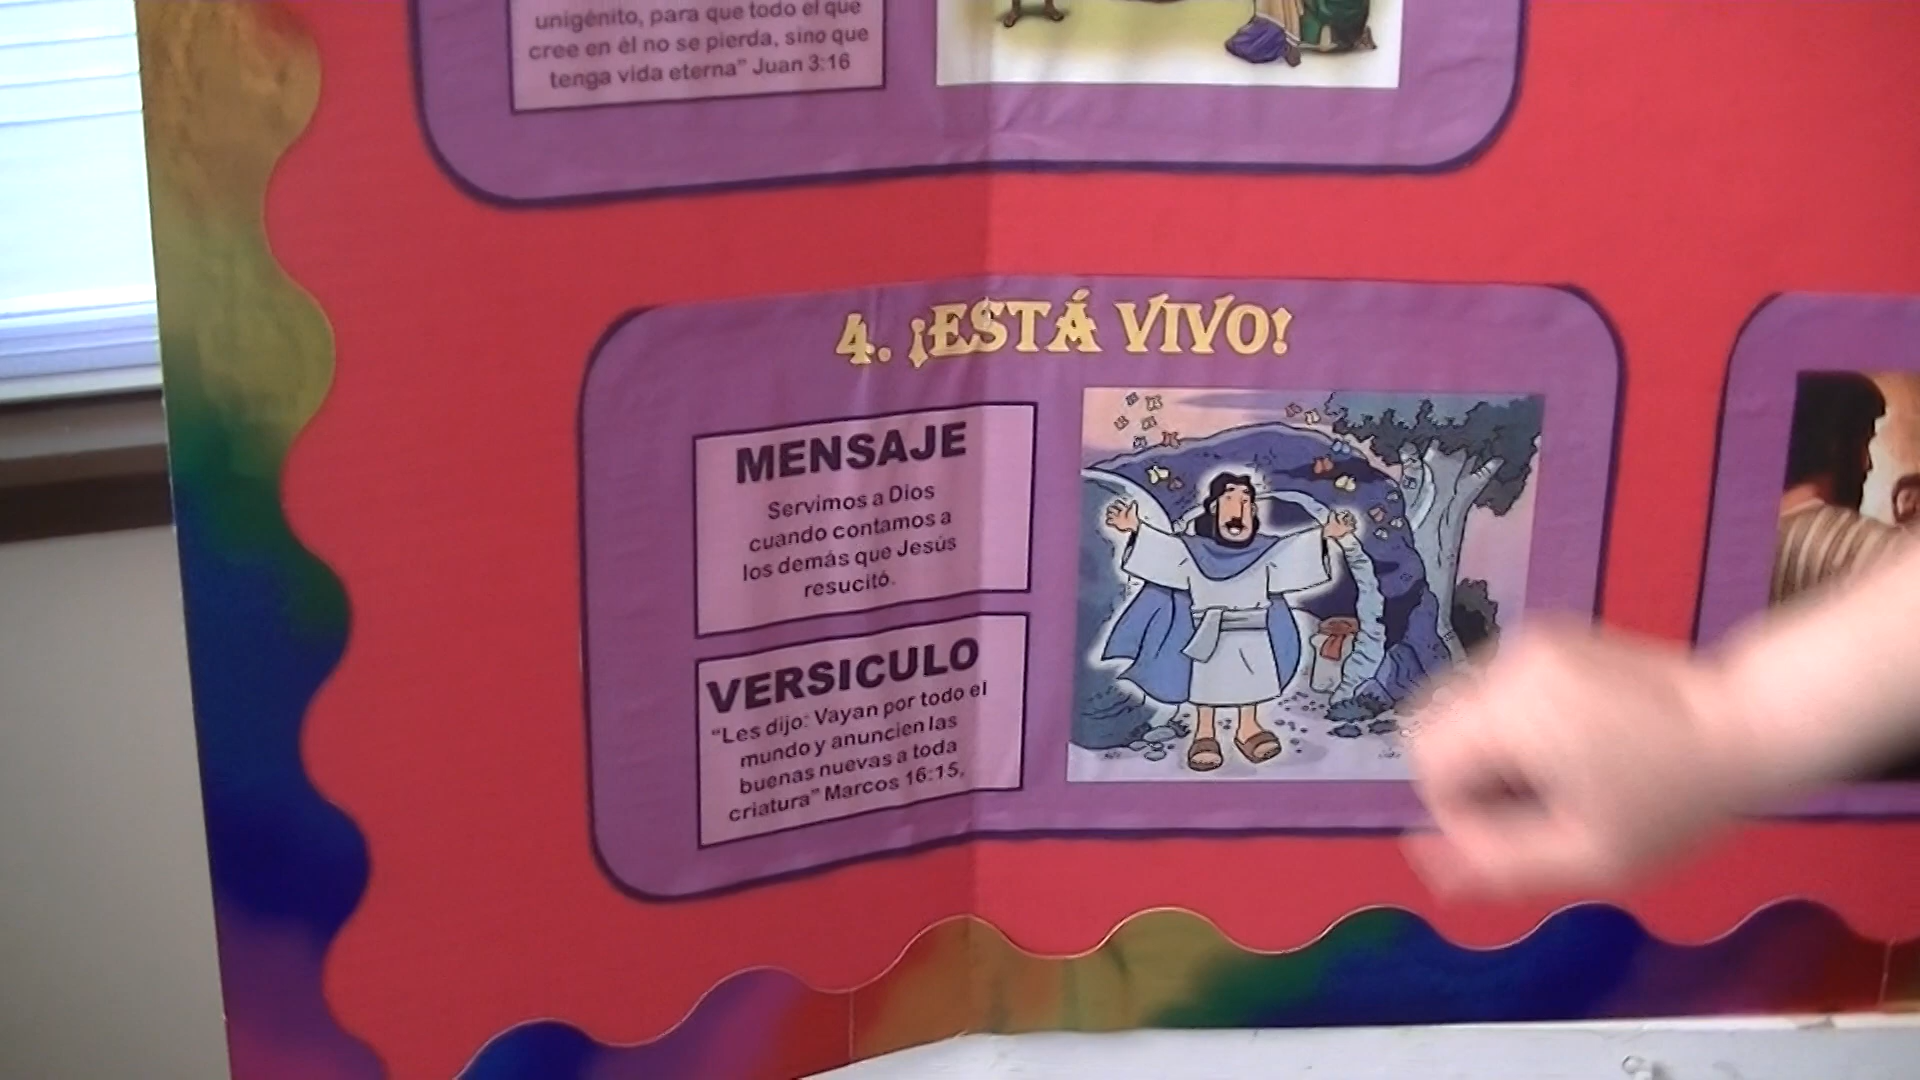 unigénito, para que todo el que
cree en él no se pierda, sino que
tenga vida eterna” Juan 3:16
4. ¡ESTÁ VIVO!
MENSAJE
Servimos a Dios
cuando contamos a
los demás que Jesús
resucitó.
VERSICULO
“Les dijo: Vayan por todo el
mundo y anuncien las
buenas nuevas a toda
criatura” Marcos 16:15,